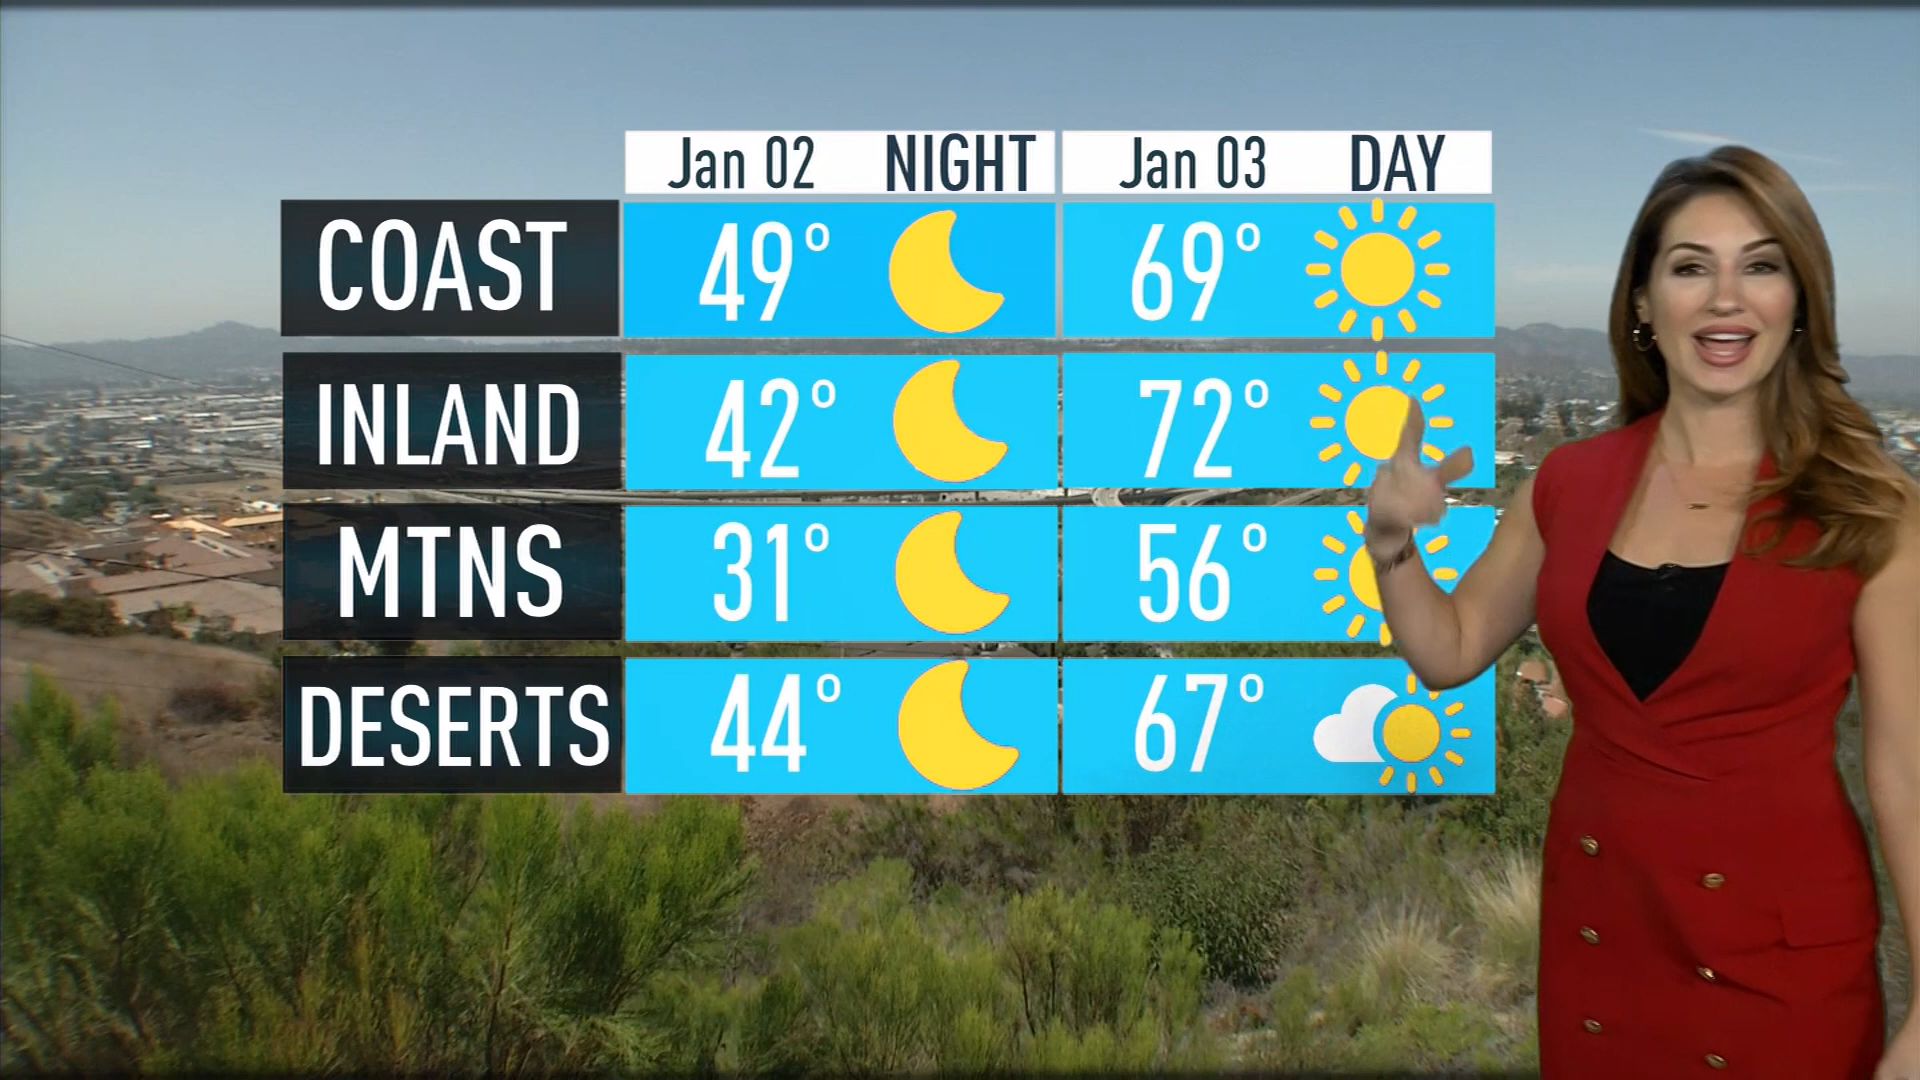 Jan 02 NIGHT Jan 03 DAY
COAST 49° 69°
INLAND 42° 72°
MTNS 31° 56°
DESERTS 44° 67°